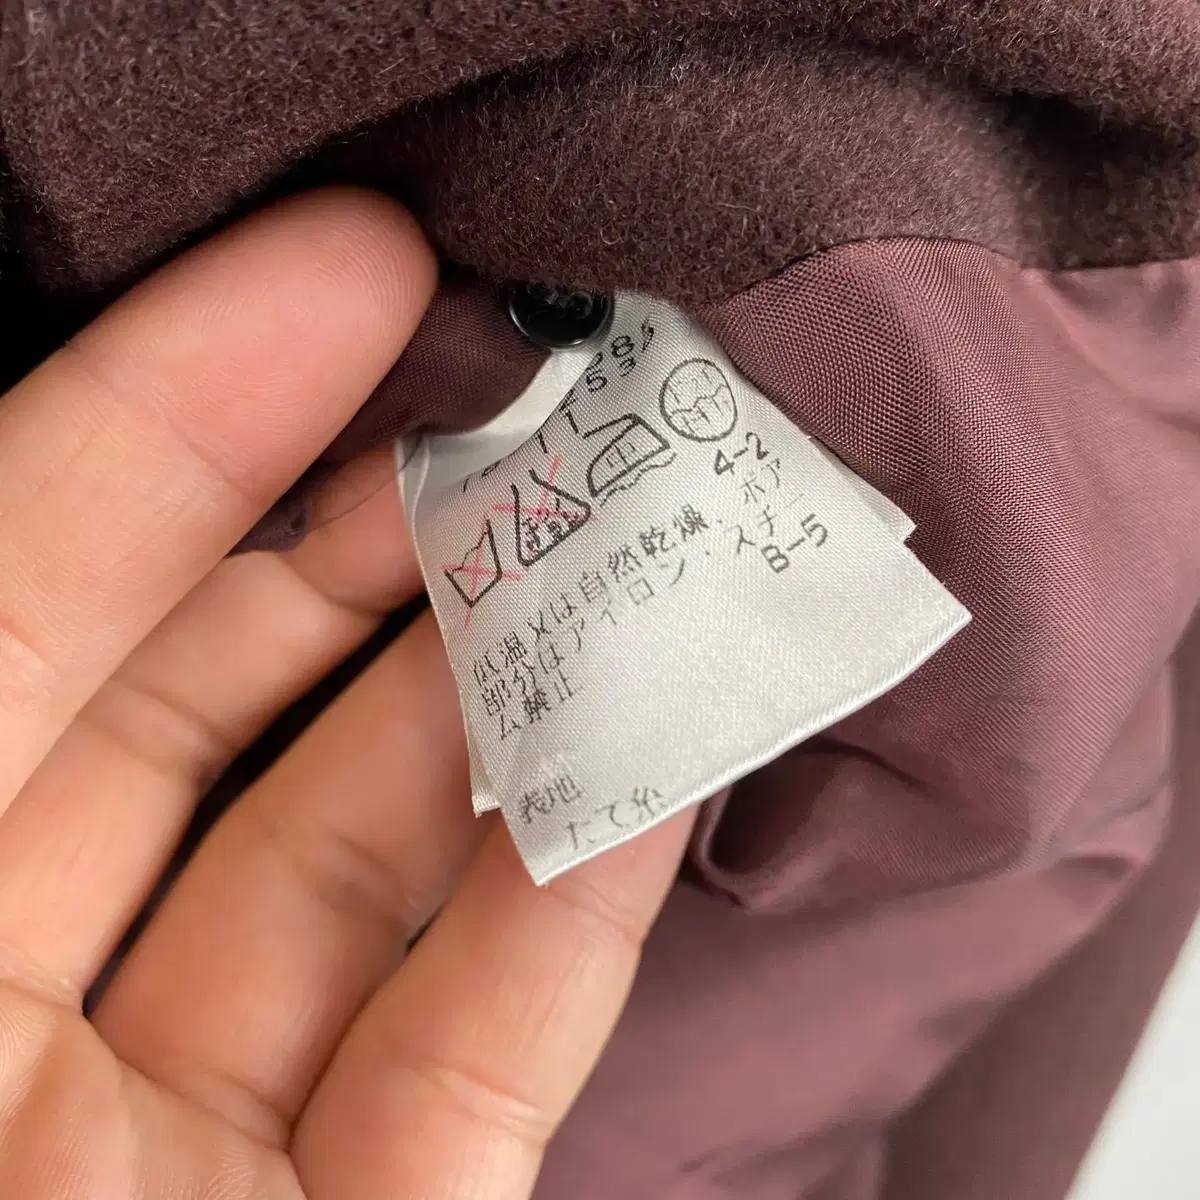 4-2
低温又は自然乾燥．ボア
部分はアイロン・スチー
ム禁止
B-5
表地
たて糸